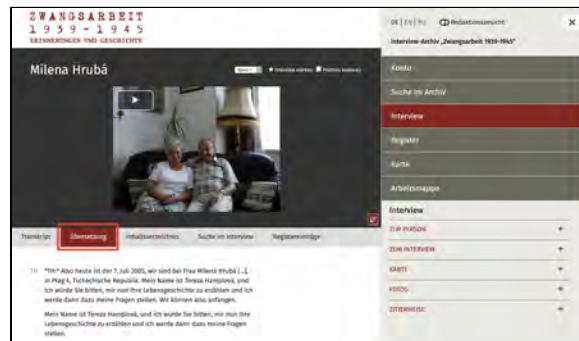 ZWANGSARBEIT
1939-1945
ERINNERUNGEN UND GESCHICHTE
Milena Hrubá
Interview merken
Position merken
Transkript
Übersetzung
Inhaltsverzeichnis
Suche im Interview
Registereinträge
TH *TH:* Also heute ist der 7. Juli 2005, wir sind bei Frau Milena Hrubá [...],
in Prag 4, Tschechische Republik. Mein Name ist Tereza Hamplová, und
ich würde Sie bitten, mir nun Ihre Lebensgeschichte zu erzählen und ich
werde dann dazu meine Fragen stellen. Wir können also anfangen.
Mein Name ist Tereza Hamplová, und ich würde Sie bitten, mir nun Ihre
Lebensgeschichte zu erzählen und ich werde dann dazu meine Fragen
stellen.
DE | EN | RU
Redaktionsansicht
Interview-Archiv „Zwangsarbeit 1939-1945"
Konto
Suche im Archiv
Interview
Register
Karte
Arbeitsmappe
Interview
ZUR PERSON +
ZUM INTERVIEW +
KARTE +
FOTOS +
ZITIERWEISE +